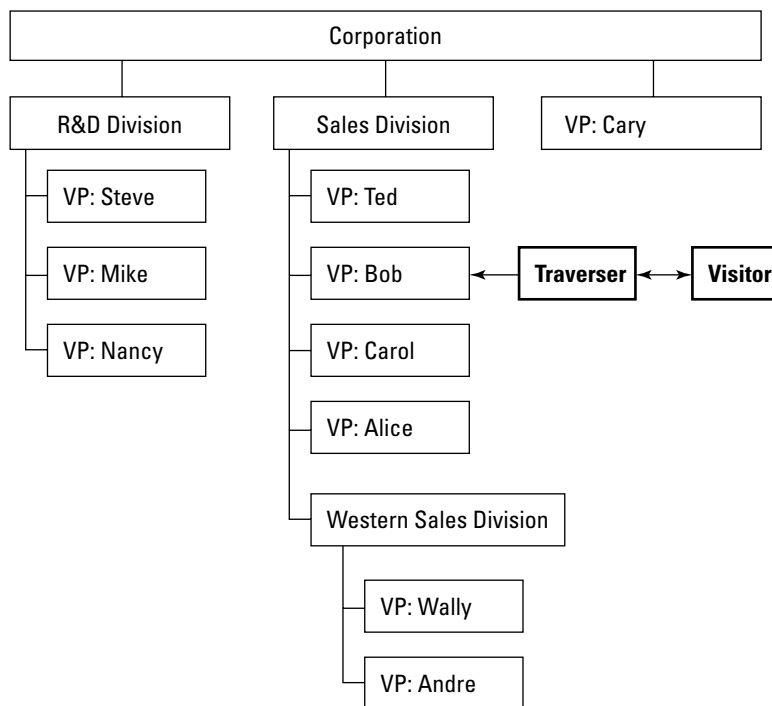 Corporation
R&D Division
Sales Division
VP: Cary
VP: Steve
VP: Ted
VP: Mike
VP: Bob
Traverser
Visitor
VP: Nancy
VP: Carol
VP: Alice
Western Sales Division
VP: Wally
VP: Andre